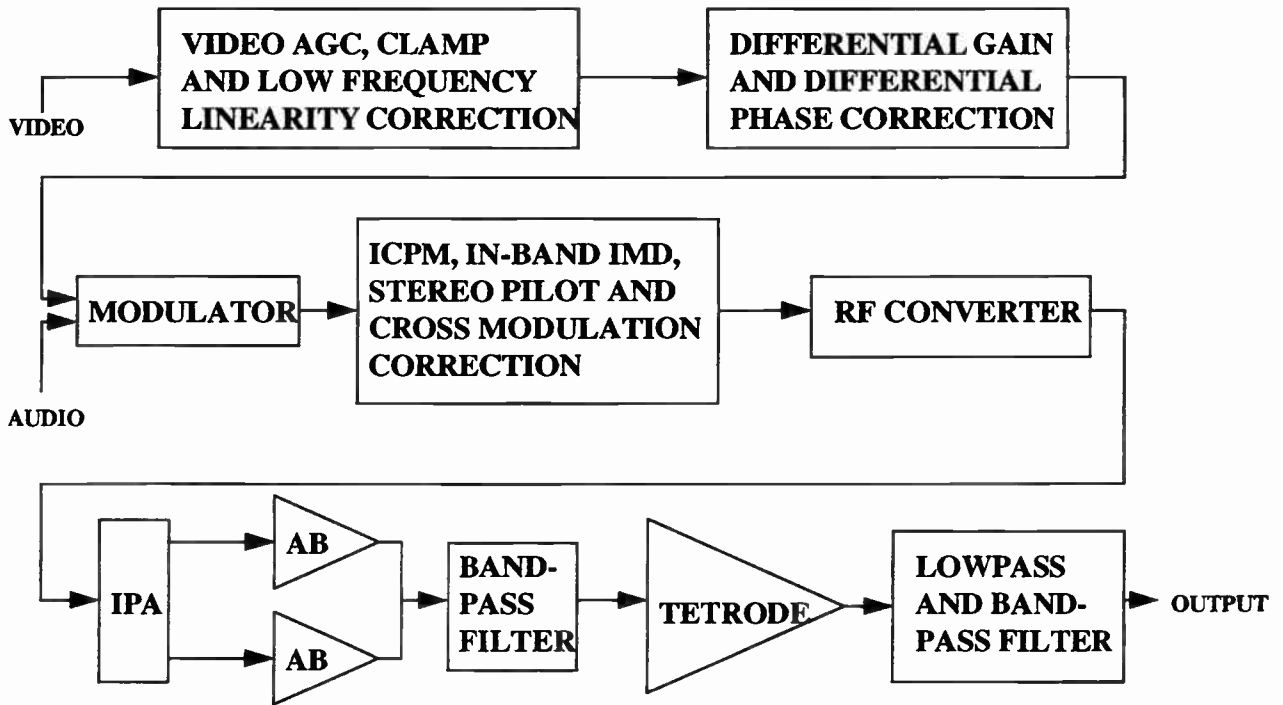 VIDEO AGC, CLAMP
AND LOW FREQUENCY
LINEARITY CORRECTION
DIFFERENTIAL GAIN
AND DIFFERENTIAL
PHASE CORRECTION
VIDEO
MODULATOR
ICPM, IN-BAND IMD,
STEREO PILOT AND
CROSS MODULATION
CORRECTION
RF CONVERTER
AUDIO
IPA
AB
AB
BAND-
PASS
FILTER
TETRODE
LOWPASS
AND BAND-
PASS FILTER
OUTPUT